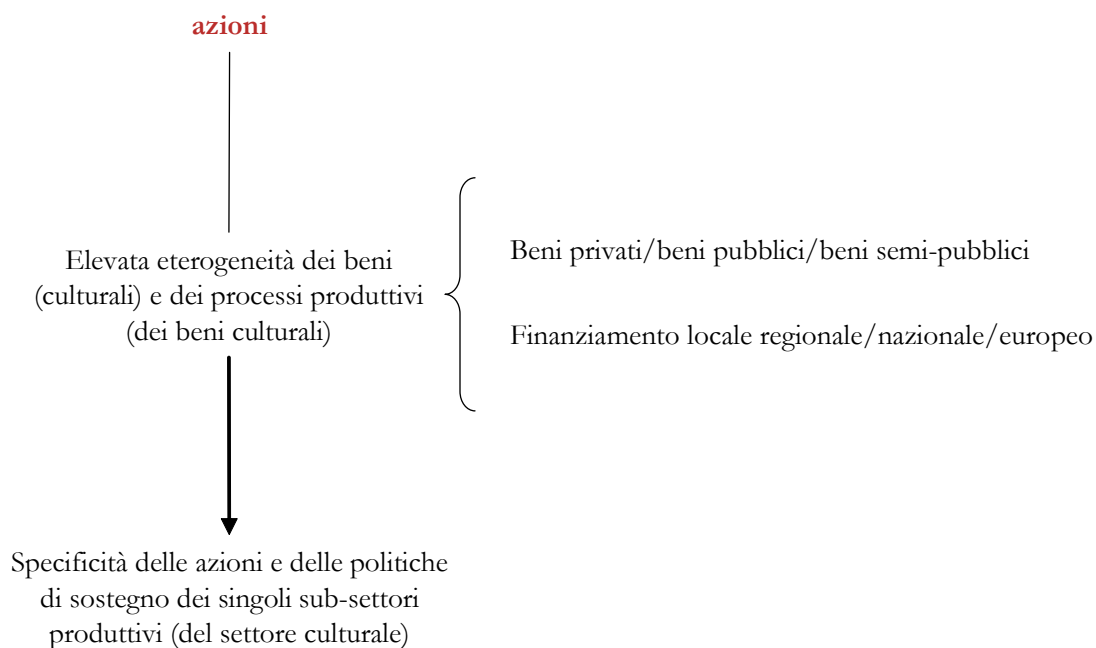 azioni
Elevata eterogeneità dei beni
(culturali) e dei processi produttivi
(dei beni culturali)
Beni privati/beni pubblici/beni semi-pubblici
Finanziamento locale regionale/nazionale/europeo
Specificità delle azioni e delle politiche
di sostegno dei singoli sub-settori
produttivi (del settore culturale)